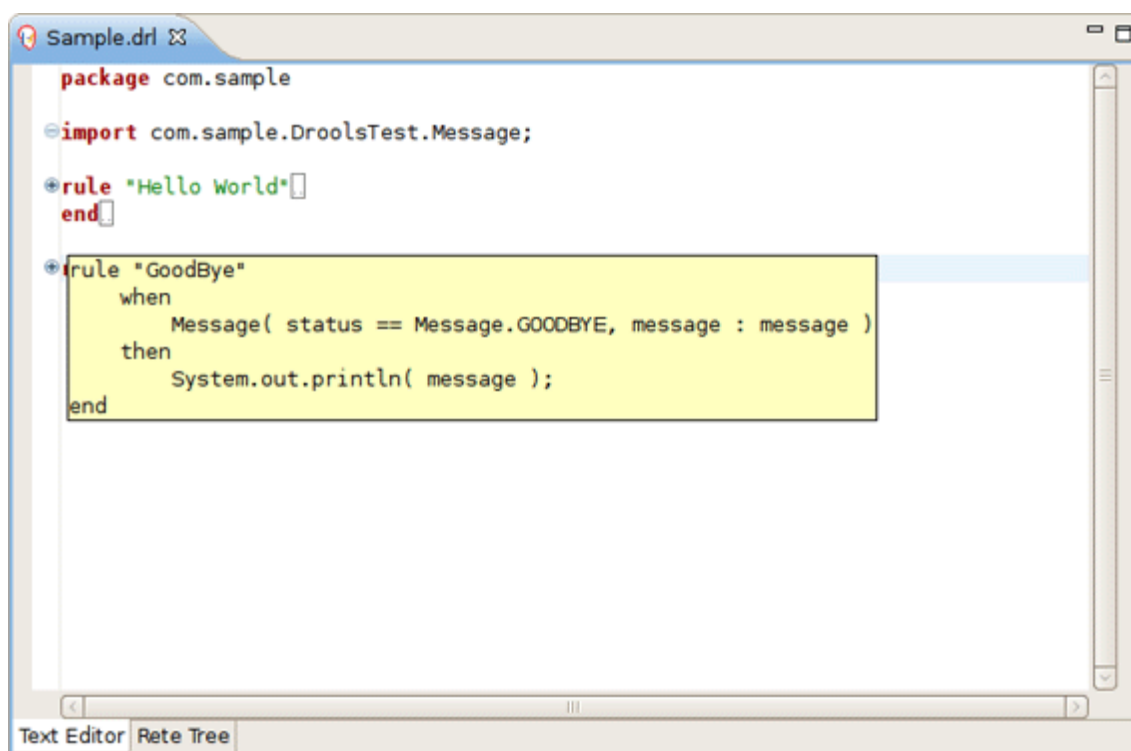 Sample.drl
package com.sample
import com.sample.DroolsTest.Message;
rule "Hello World"..
end..
rule "GoodBye"
when
Message( status == Message.GOODBYE, message : message )
then
System.out.println( message );
end
Text Editor Rete Tree